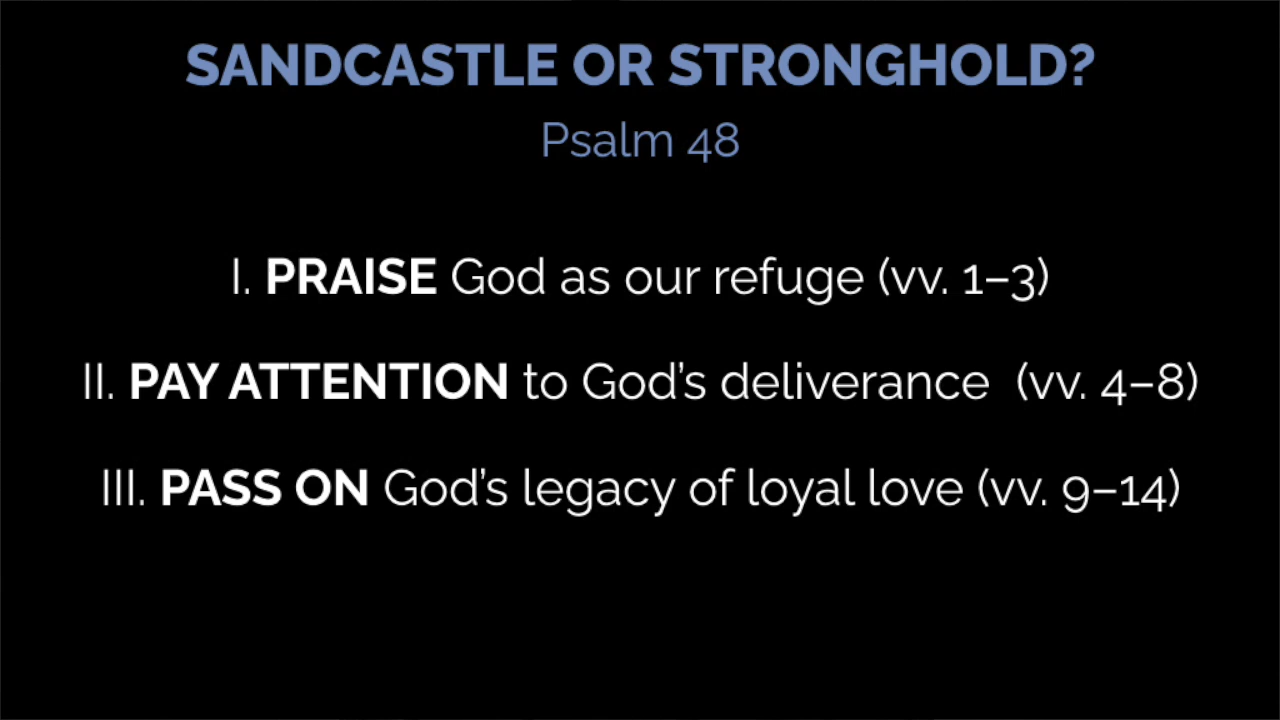 SANDCASTLE OR STRONGHOLD?
Psalm 48
I. PRAISE God as our refuge (vv. 1–3)
II. PAY ATTENTION to God’s deliverance  (vv. 4–8)
III. PASS ON God’s legacy of loyal love (vv. 9–14)